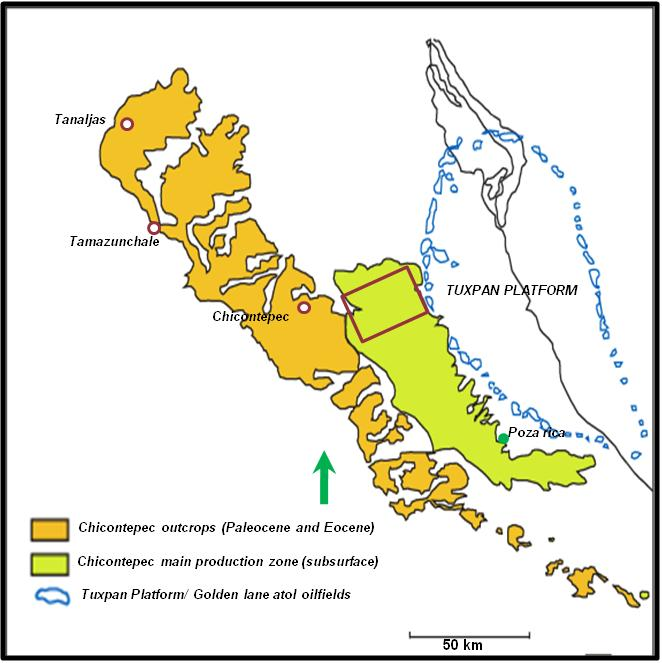 Tanaljas
Tamazunchale
Chicontepec
TUXPAN PLATFORM
Poza rica
Chicontepec outcrops (Paleocene and Eocene)
Chicontepec main production zone (subsurface)
Tuxpan Platform/ Golden lane atol oilfields
50 km